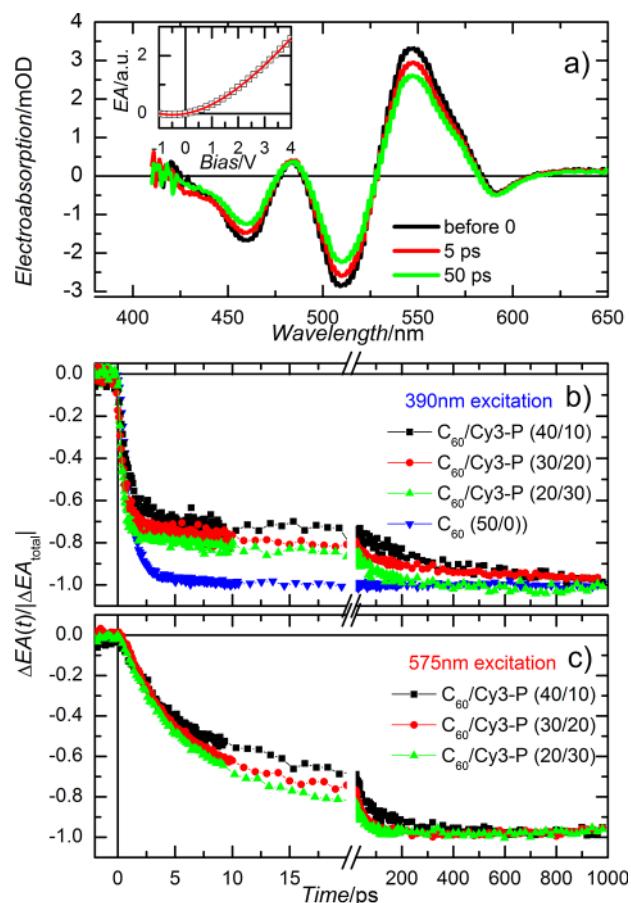 a)
EA/a.u.
2
0
-1 0 1 2 3 4
Bias/V
Electroabsorption/mOD
3
2
1
0
-1
-2
-3
before 0
5 ps
50 ps
400 450 500 550 600 650
Wavelength/nm
b)
390nm excitation
C60/Cy3-P (40/10)
C60/Cy3-P (30/20)
C60/Cy3-P (20/30)
C60 (50/0))
0.0
-0.2
-0.4
-0.6
-0.8
-1.0
ΔEA(t)/|ΔEAtotal|
c)
575nm excitation
C60/Cy3-P (40/10)
C60/Cy3-P (30/20)
C60/Cy3-P (20/30)
0.0
-0.2
-0.4
-0.6
-0.8
-1.0
0 5 10 15 200 400 600 800 1000
Time/ps